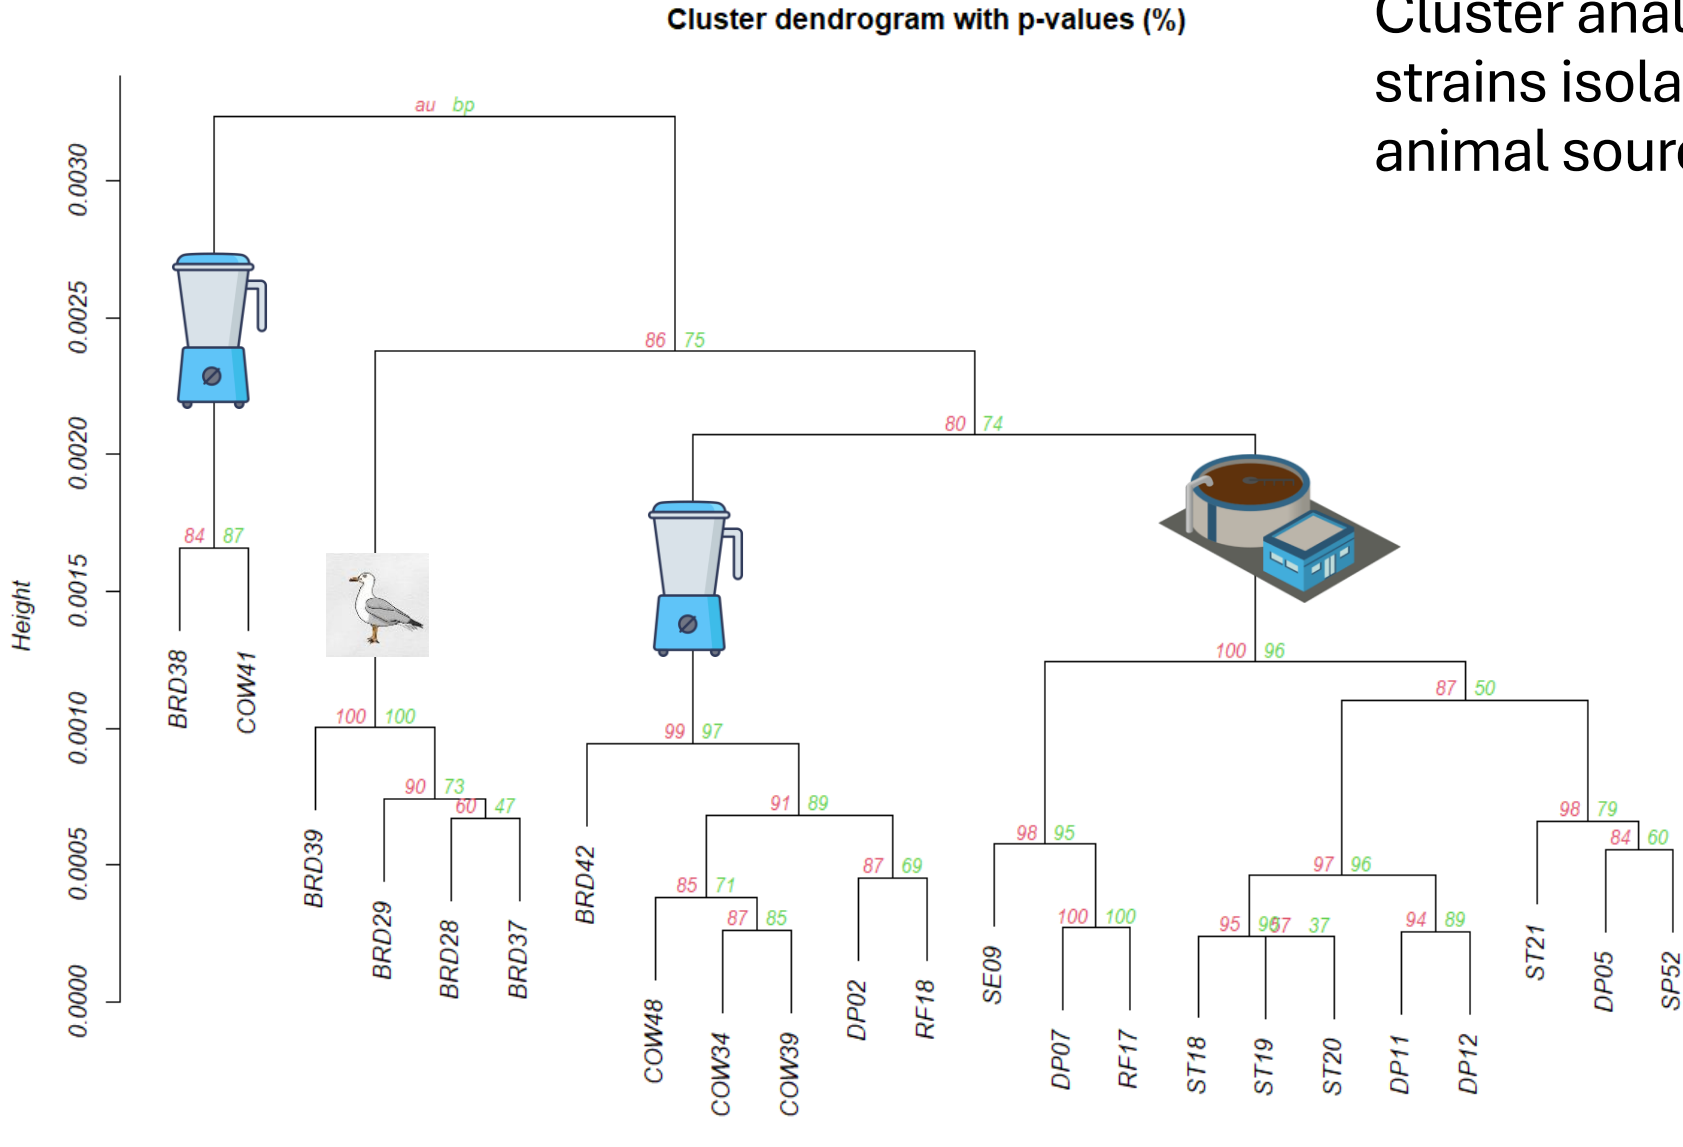 Cluster dendrogram with p-values (%)
Cluster anal
strains isola
animal sour
Height
0.0000
0.0005
0.0010
0.0015
0.0020
0.0025
0.0030
au bp
86 75
80 74
84 87
100 96
87 50
100 100
99 97
90 73
60 47
91 89
98 79
98 95
84 60
87 69
97 96
85 71
87 85
100 100
95 96
57 37
94 89
BRD38
COW41
BRD39
BRD29
BRD28
BRD37
BRD42
COW48
COW34
COW39
DP02
RF18
SE09
DP07
RF17
ST18
ST19
ST20
DP11
DP12
ST21
DP05
SP52